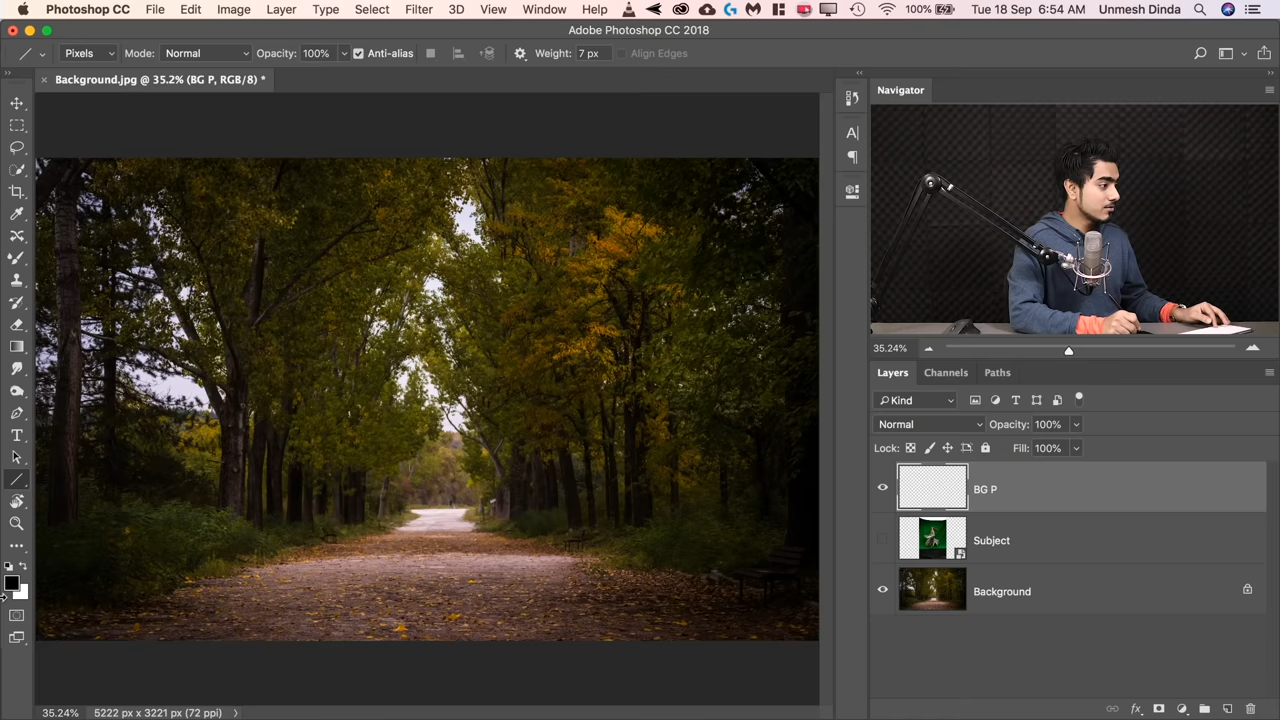 Photoshop CC File Edit Image Layer Type Select Filter 3D View Window Help 100% Tue 18 Sep 6:54 AM Unmesh Dinda
Adobe Photoshop CC 2018
Pixels Mode: Normal Opacity: 100% Anti-alias Weight: 7 px Align Edges
Background.jpg @ 35.2% (BG P, RGB/8) *
Navigator
35.24%
Layers Channels Paths
Kind
Normal Opacity: 100%
Lock: Fill: 100%
BG P
Subject
Background
35.24% 5222 px x 3221 px (72 ppi)